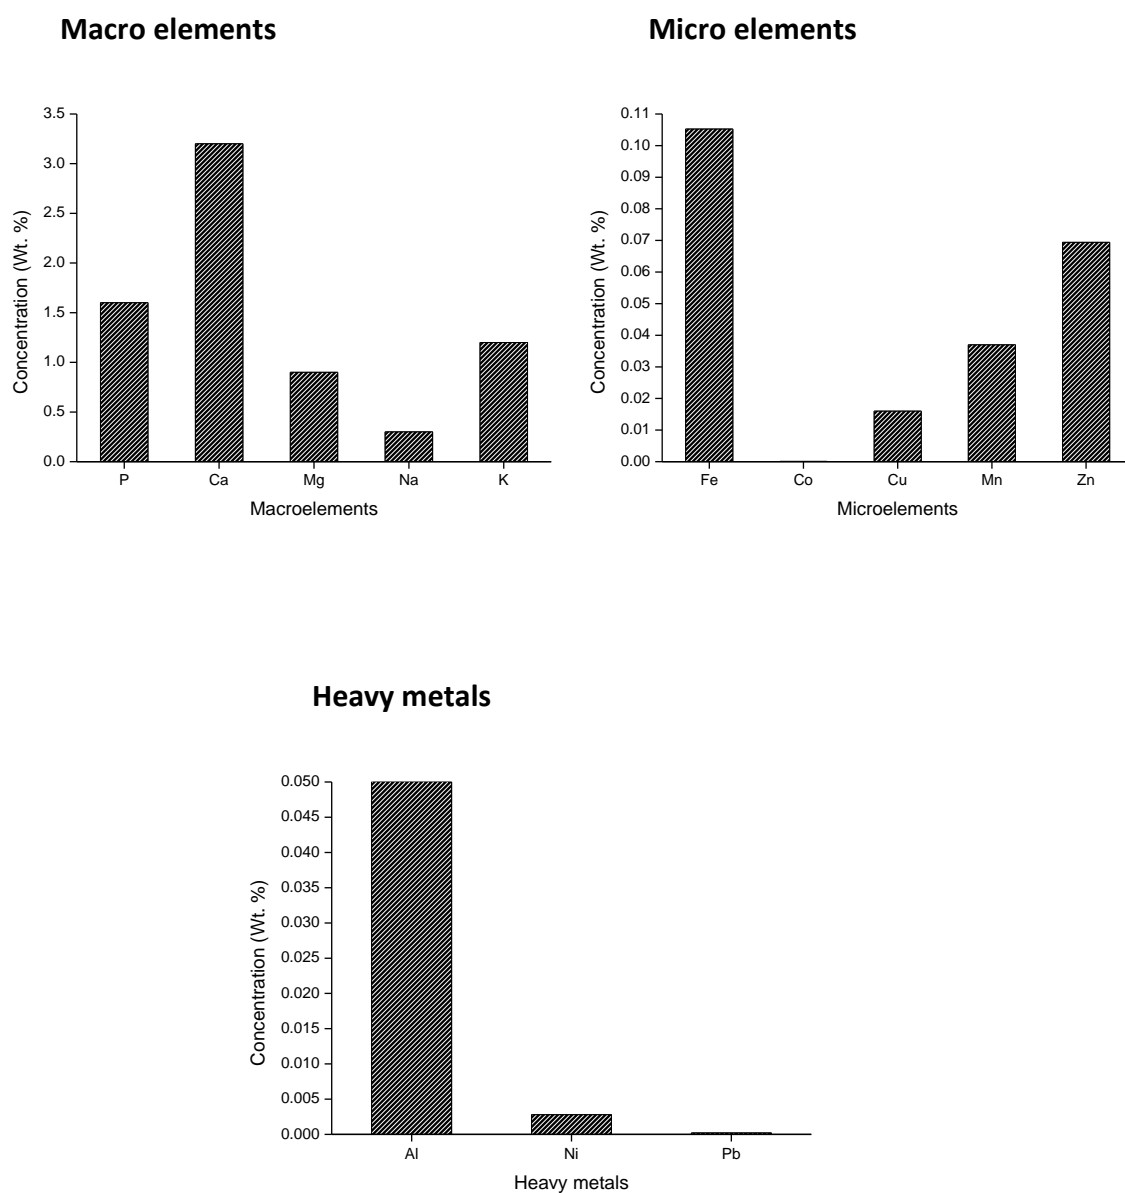 Macro elements
Micro elements
3.5
3.0
2.5
2.0
1.5
1.0
0.5
0.0
Concentration (Wt. %)
P Ca Mg Na K
Macroelements
0.11
0.10
0.09
0.08
0.07
0.06
0.05
0.04
0.03
0.02
0.01
0.00
Concentration (Wt. %)
Fe Co Cu Mn Zn
Microelements
Heavy metals
0.050
0.045
0.040
0.035
0.030
0.025
0.020
0.015
0.010
0.005
0.000
Concentration (Wt. %)
Al Ni Pb
Heavy metals